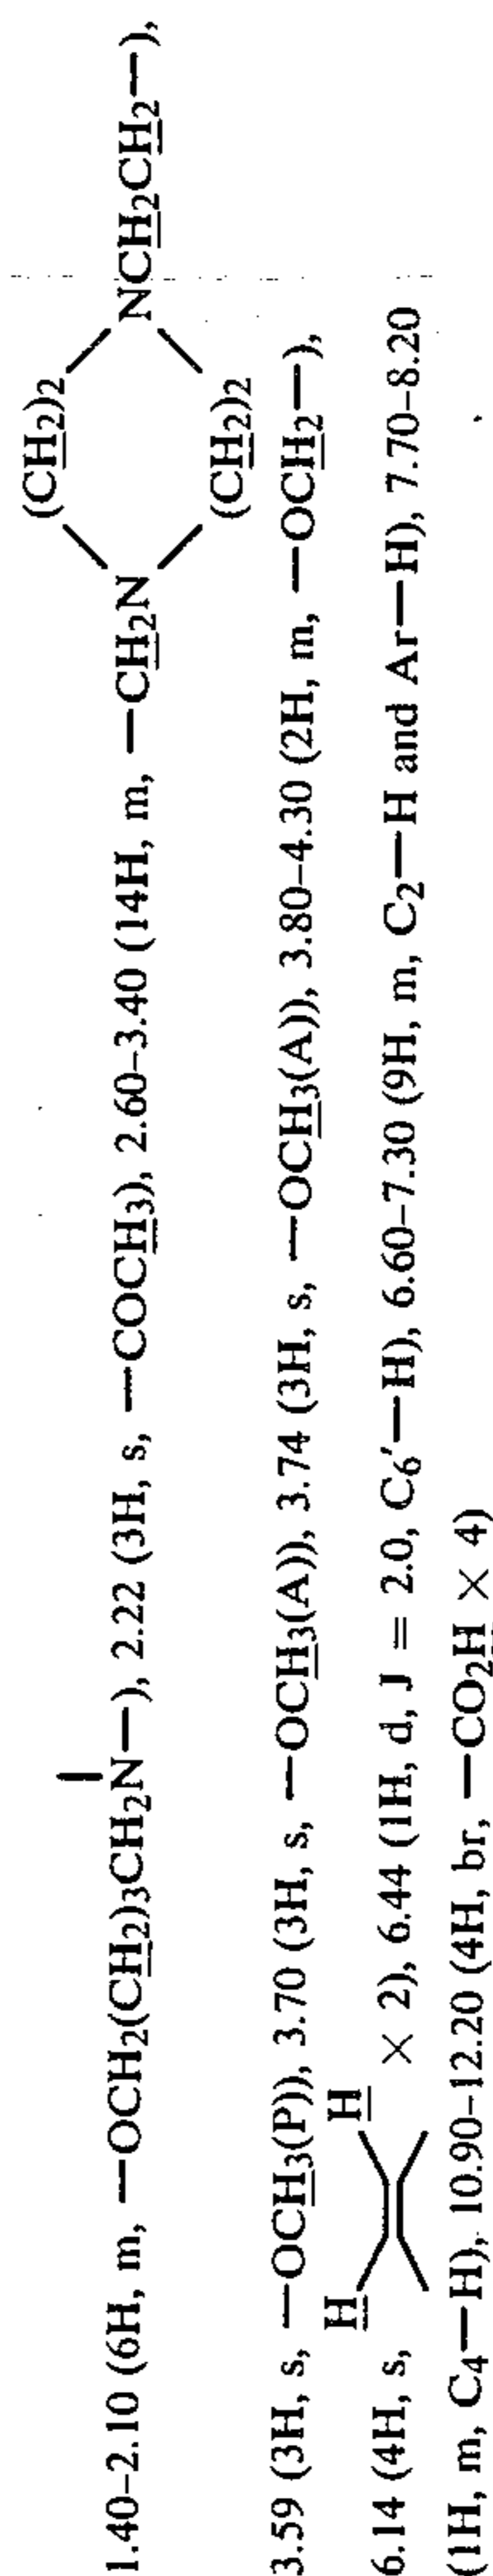 1.40–2.10 (6H, m, —OCH₂(CH₂)₃CH₂N—), 2.22 (3H, s, —COCH₃), 2.60–3.40 (14H, m, —CH₂N (CH₂)₂ (CH₂)₂ NCH₂CH₂—),
3.59 (3H, s, —OCH₃(P)), 3.70 (3H, s, —OCH₃(A)), 3.74 (3H, s, —OCH₃(A)), 3.80–4.30 (2H, m, —OCH₂—),
6.14 (4H, s, H H × 2), 6.44 (1H, d, J = 2.0, C₆′—H), 6.60–7.30 (9H, m, C₂—H and Ar—H), 7.70–8.20
(1H, m, C₄—H), 10.90–12.20 (4H, br, —CO₂H × 4)